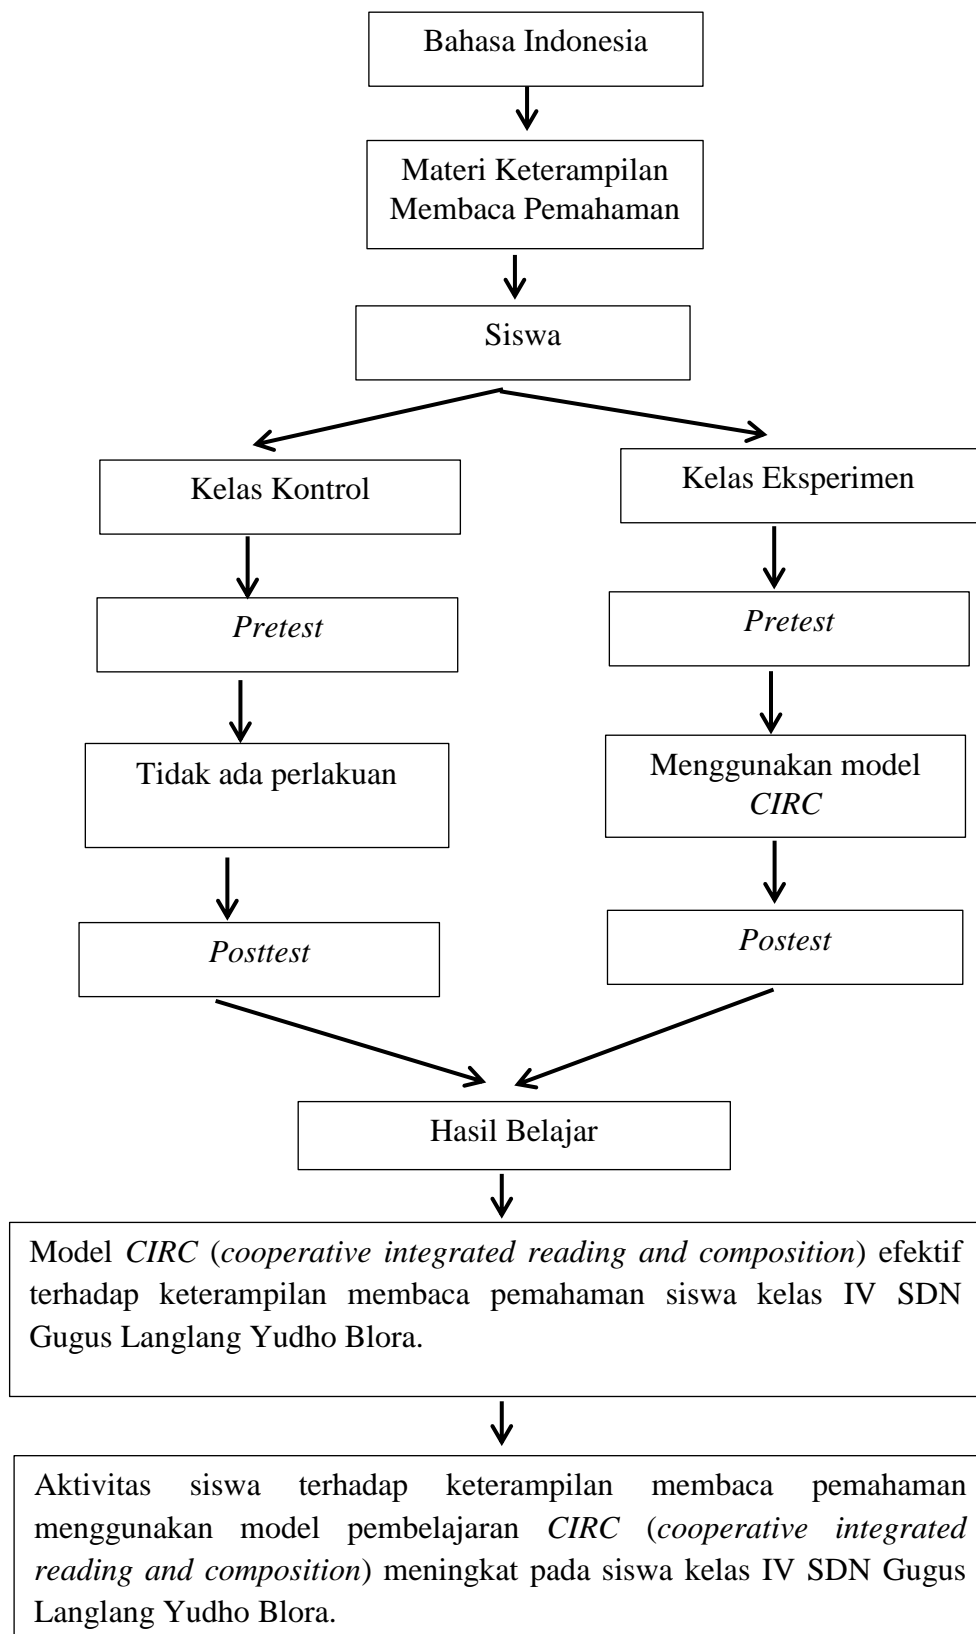 Bahasa Indonesia
Materi Keterampilan
Membaca Pemahaman
Siswa
Kelas Kontrol
Kelas Eksperimen
Pretest
Pretest
Tidak ada perlakuan
Menggunakan model
CIRC
Posttest
Postest
Hasil Belajar
Model CIRC (cooperative integrated reading and composition) efektif
terhadap keterampilan membaca pemahaman siswa kelas IV SDN
Gugus Langlang Yudho Blora.
Aktivitas siswa terhadap keterampilan membaca pemahaman
menggunakan model pembelajaran CIRC (cooperative integrated
reading and composition) meningkat pada siswa kelas IV SDN Gugus
Langlang Yudho Blora.